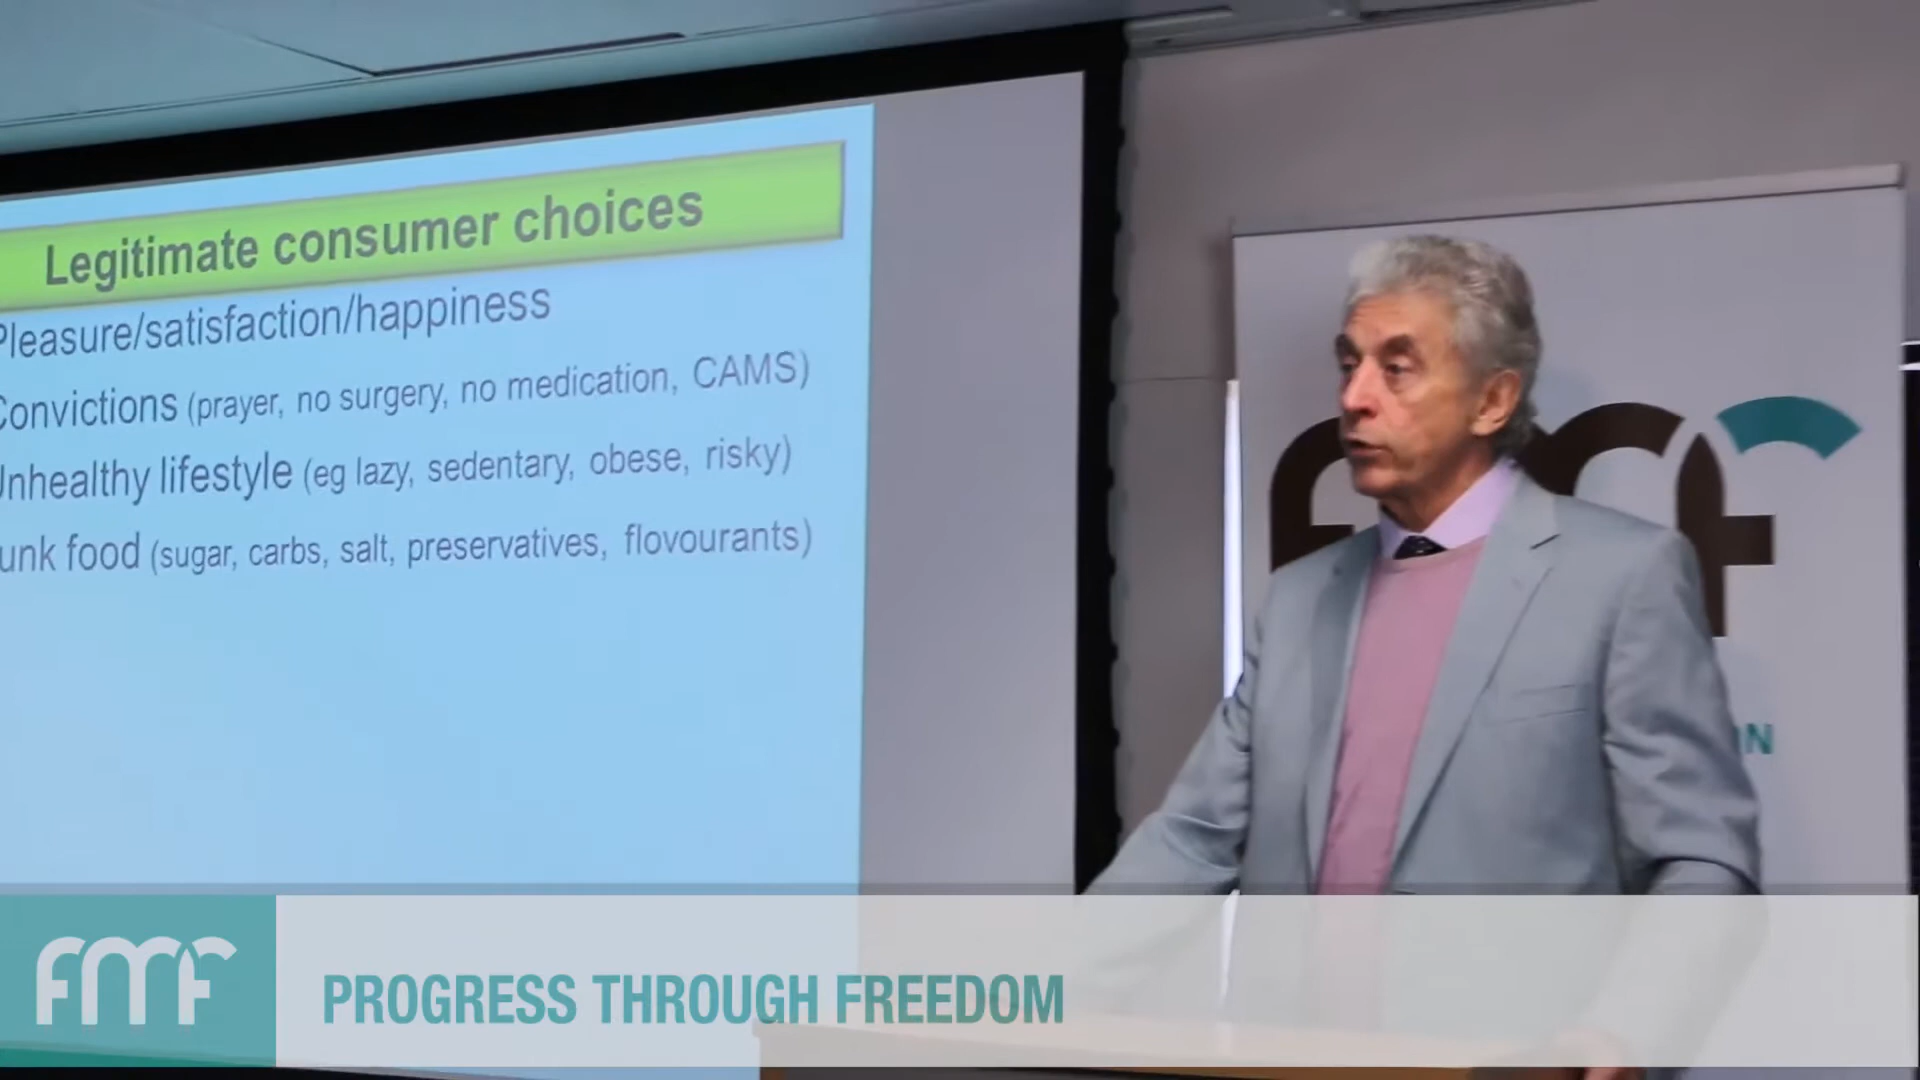 Legitimate consumer choices
Pleasure/satisfaction/happiness
Convictions (prayer, no surgery, no medication, CAMS)
Unhealthy lifestyle (eg lazy, sedentary, obese, risky)
unk food (sugar, carbs, salt, preservatives, flovourants)
fmf
N
fmf
PROGRESS THROUGH FREEDOM